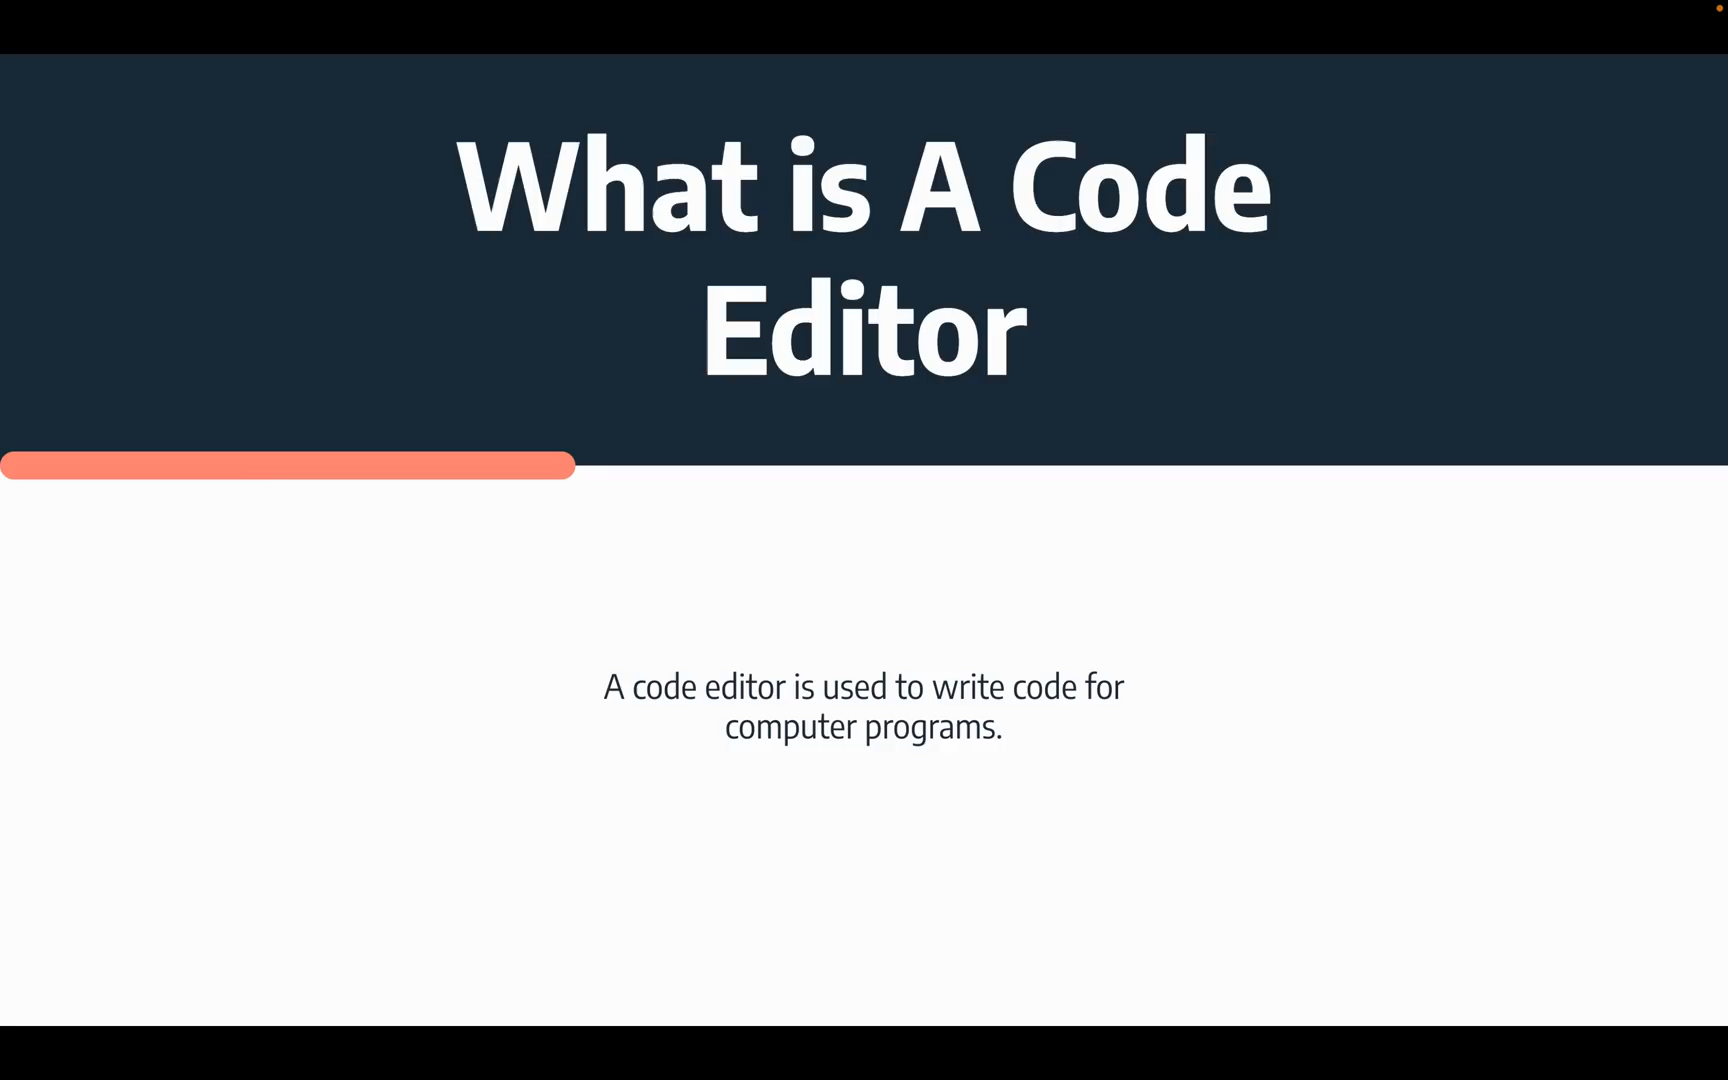 What is A Code
Editor
A code editor is used to write code for
computer programs.